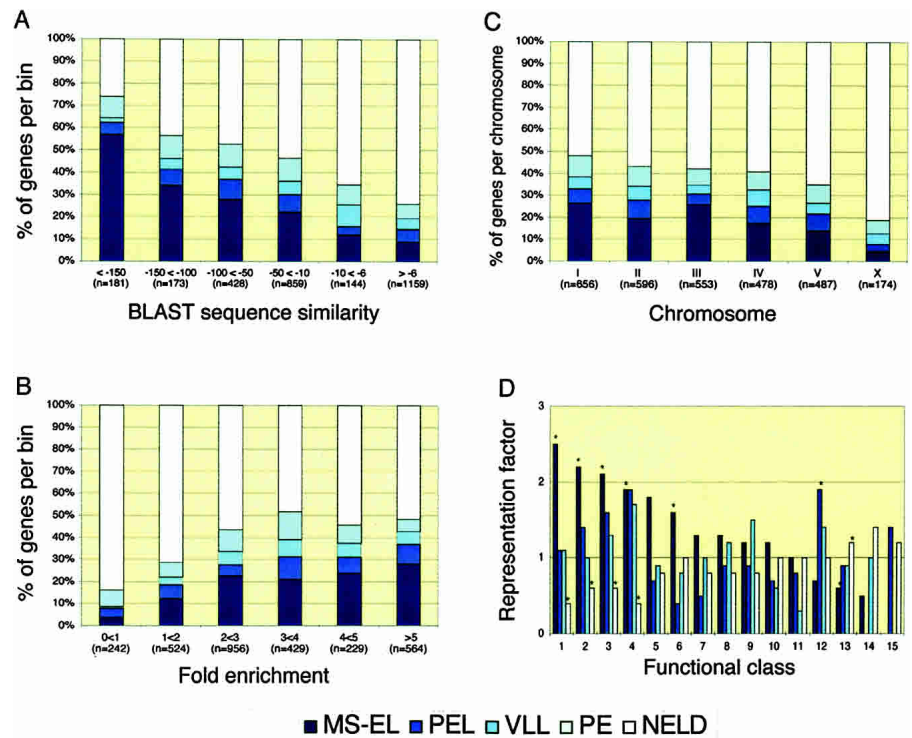 A
% of genes per bin
100%
90%
80%
70%
60%
50%
40%
30%
20%
10%
0%
< -150 -150 < -100 -100 < -50 -50 < -10 -10 < -6 > -6
(n=181) (n=173) (n=428) (n=859) (n=144) (n=1159)
BLAST sequence similarity
C
% of genes per chromosome
100%
90%
80%
70%
60%
50%
40%
30%
20%
10%
0%
I II III IV V X
(n=656) (n=596) (n=553) (n=478) (n=487) (n=174)
Chromosome
B
% of genes per bin
100%
90%
80%
70%
60%
50%
40%
30%
20%
10%
0%
0<1 1<2 2<3 3<4 4<5 >5
(n=242) (n=524) (n=956) (n=429) (n=229) (n=564)
Fold enrichment
D
Representation factor
3
2
1
0
* * * * * * * * * * * *
1 2 3 4 5 6 7 8 9 10 11 12 13 14 15
Functional class
MS-EL PEL VLL PE NELD